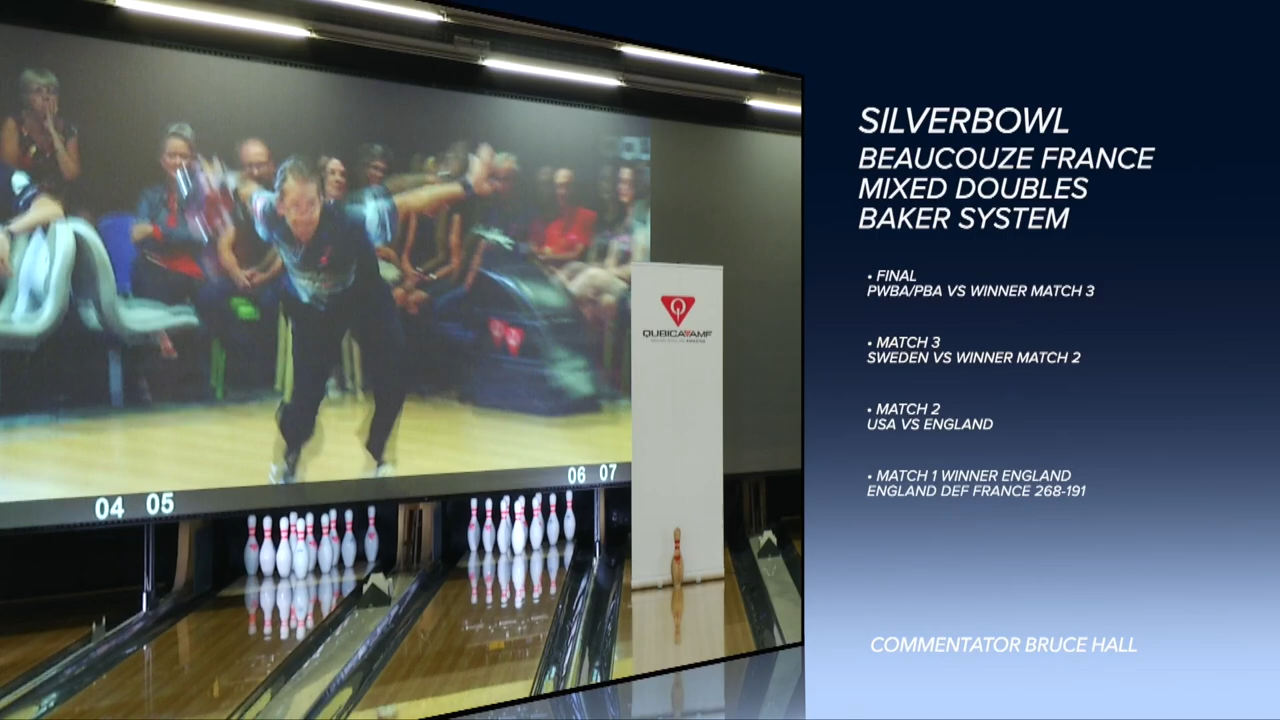 SILVERBOWL
BEAUCOUZE FRANCE
MIXED DOUBLES
BAKER SYSTEM
• FINAL
PWBA/PBA VS WINNER MATCH 3
• MATCH 3
SWEDEN VS WINNER MATCH 2
• MATCH 2
USA VS ENGLAND
• MATCH 1 WINNER ENGLAND
ENGLAND DEF FRANCE 268-191
COMMENTATOR BRUCE HALL
QUBICAAMF
04 05
06 07